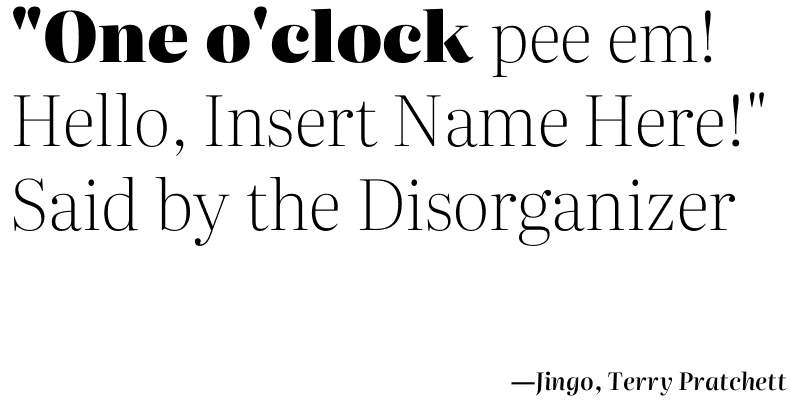 "One o'clock pee em!
Hello, Insert Name Here!"
Said by the Disorganizer
—Jingo, Terry Pratchett